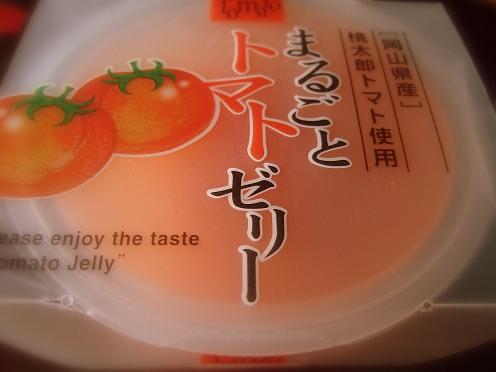 Tomato
[岡山県産]
桃太郎トマト使用
まるごと
トマト
ゼリー
ease enjoy the taste
omato Jelly"